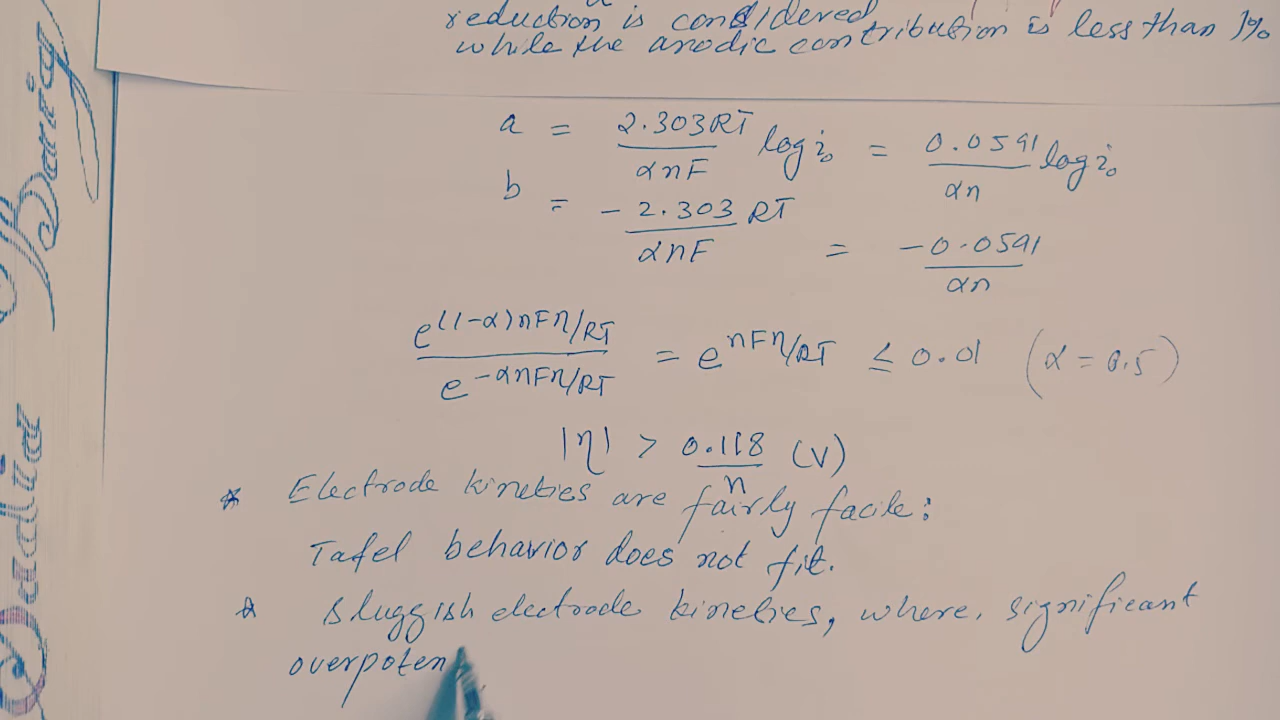 reduction is considered
while the anodic contribution is less than 1%
a = 2.303RT/αnF log i₀ = 0.0591/αn log i₀
b = -2.303 RT/αnF = -0.0591/αn
e^((1-α)nFη/RT) / e^(-αnFη/RT) = e^(nFη/RT) ≤ 0.01 (α = 0.5)
|η| > 0.118/n (V)
* Electrode kinetics are fairly facile:
Tafel behavior does not fit.
* Sluggish electrode kinetics, where, significant
overpoten